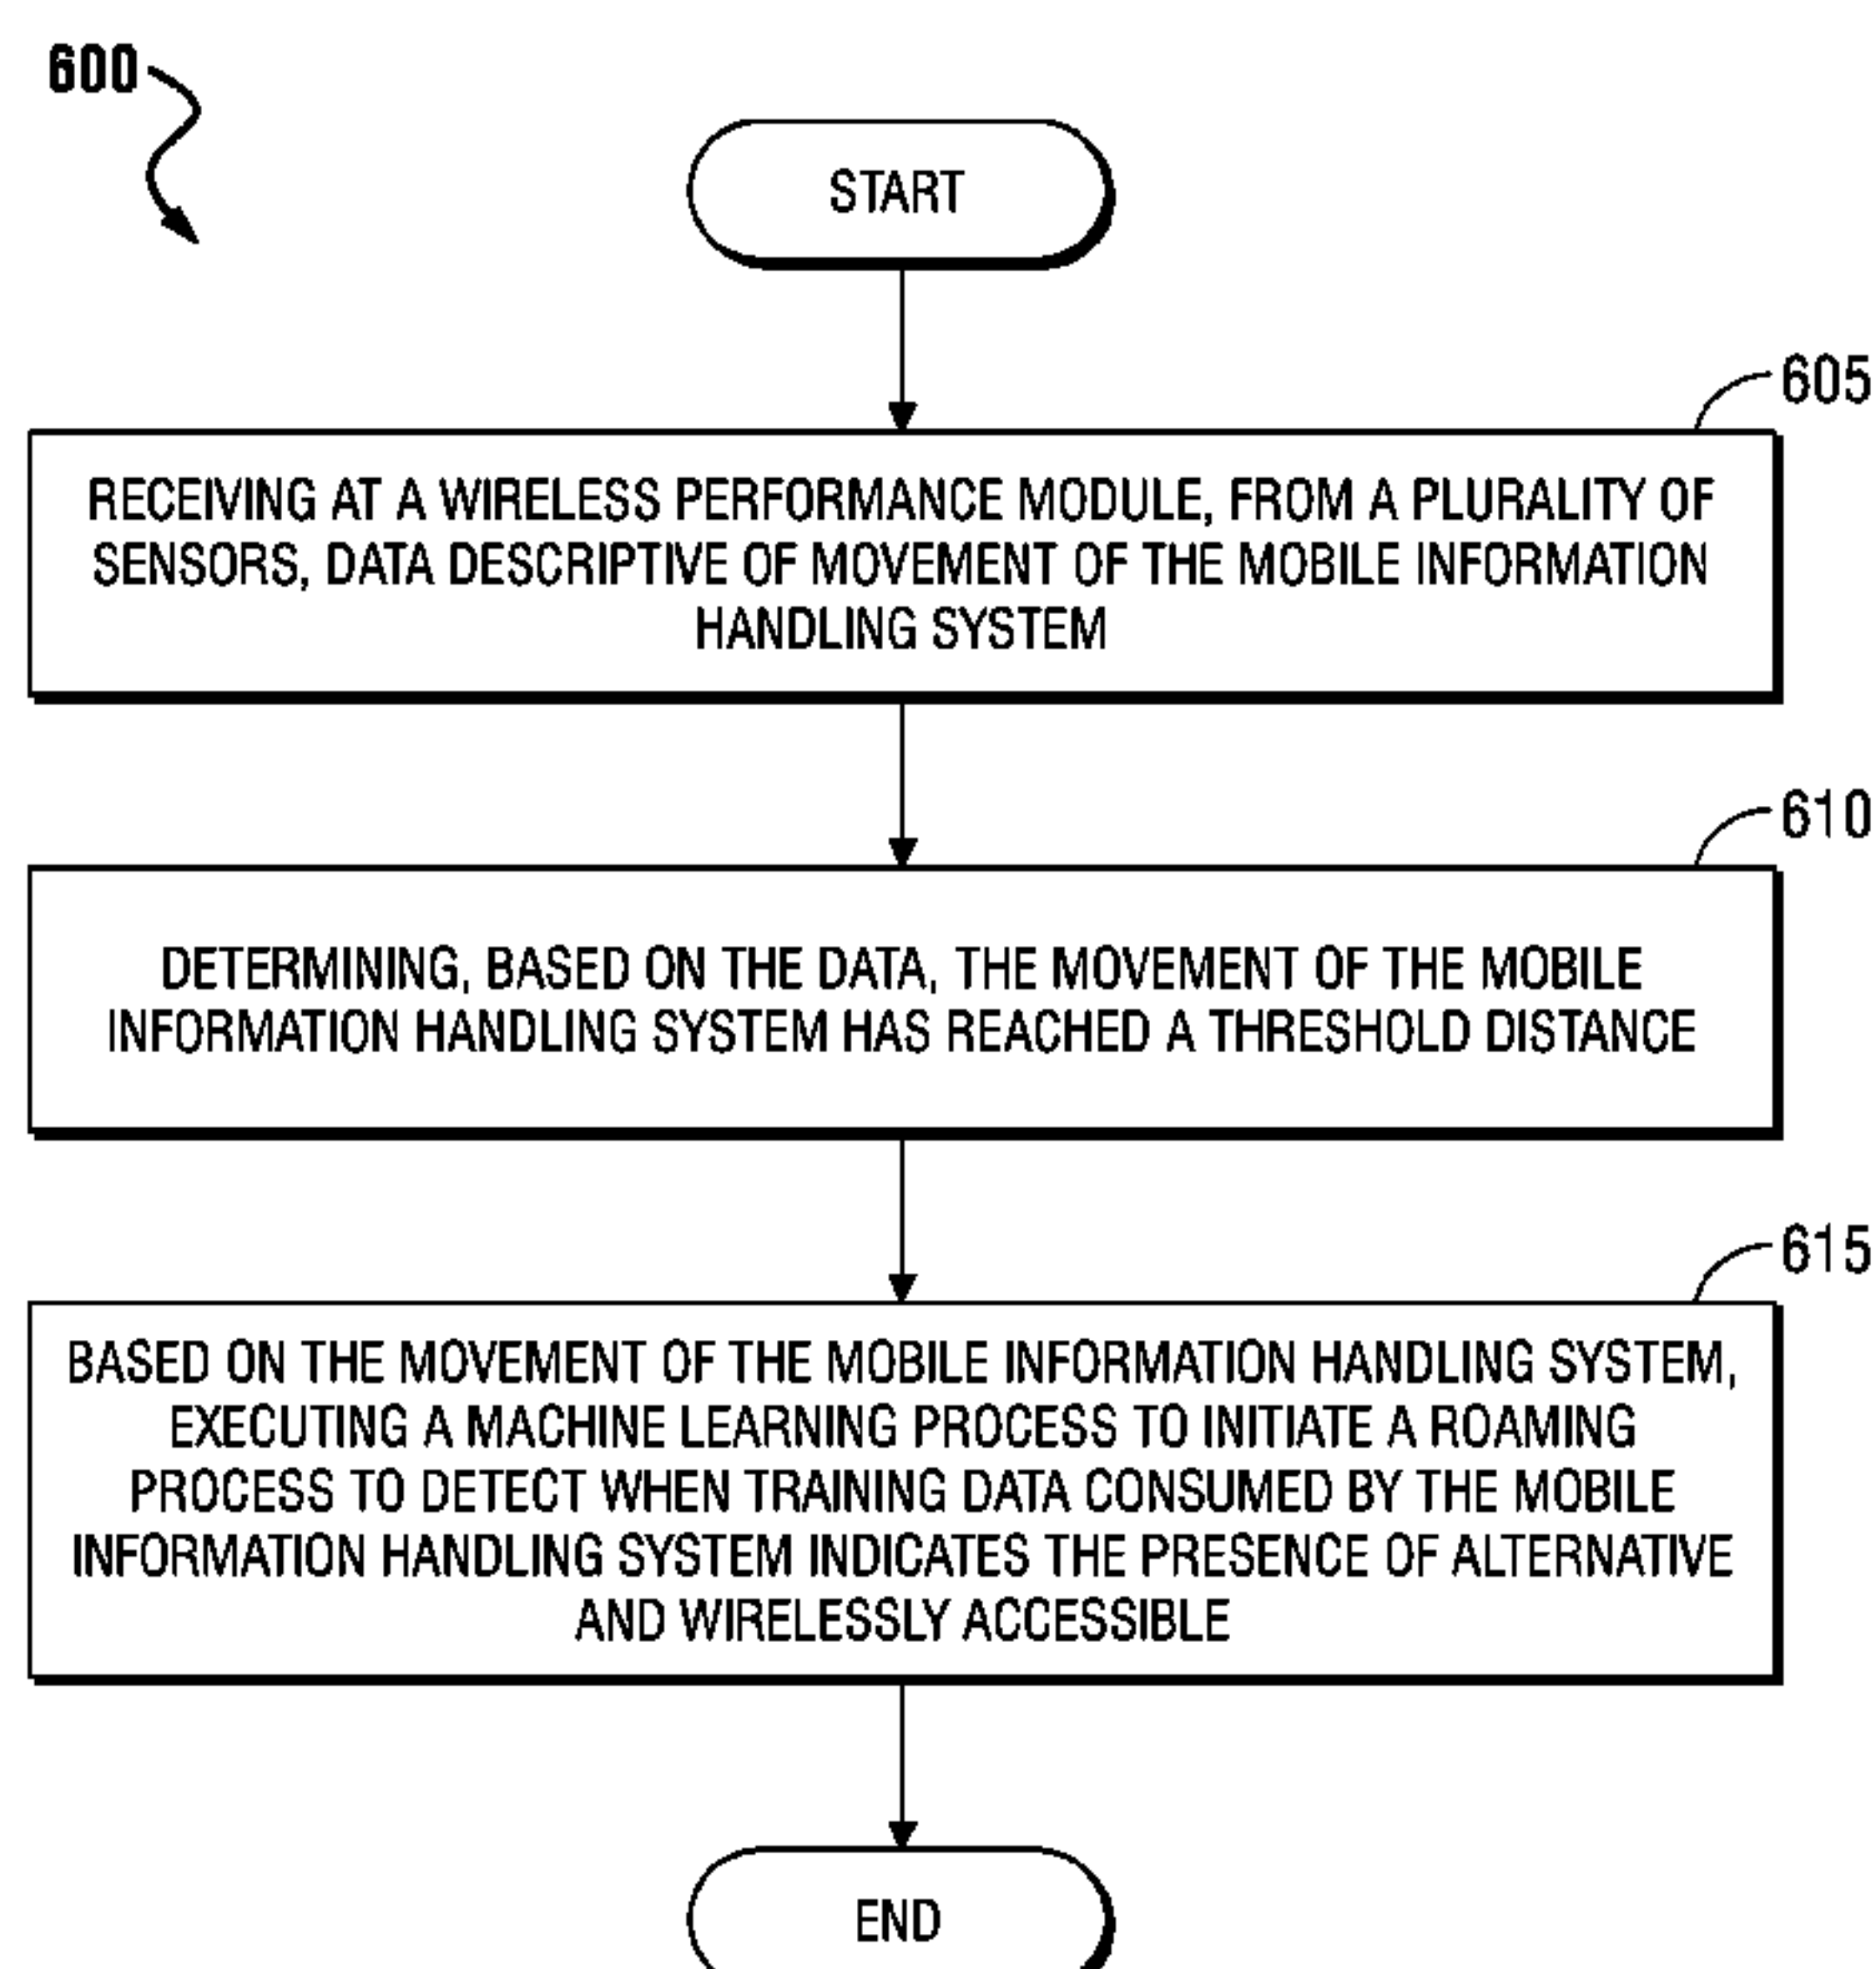 600
START
605
RECEIVING AT A WIRELESS PERFORMANCE MODULE, FROM A PLURALITY OF
SENSORS, DATA DESCRIPTIVE OF MOVEMENT OF THE MOBILE INFORMATION
HANDLING SYSTEM
610
DETERMINING, BASED ON THE DATA, THE MOVEMENT OF THE MOBILE
INFORMATION HANDLING SYSTEM HAS REACHED A THRESHOLD DISTANCE
615
BASED ON THE MOVEMENT OF THE MOBILE INFORMATION HANDLING SYSTEM,
EXECUTING A MACHINE LEARNING PROCESS TO INITIATE A ROAMING
PROCESS TO DETECT WHEN TRAINING DATA CONSUMED BY THE MOBILE
INFORMATION HANDLING SYSTEM INDICATES THE PRESENCE OF ALTERNATIVE
AND WIRELESSLY ACCESSIBLE
END